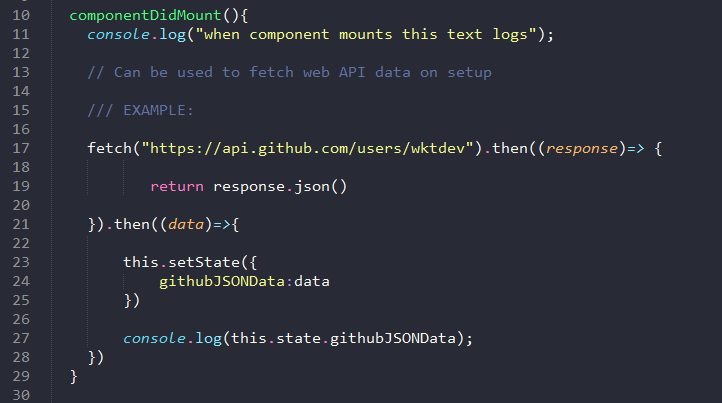 10 componentDidMount(){
11 console.log("when component mounts this text logs");
12
13 // Can be used to fetch web API data on setup
14
15 /// EXAMPLE:
16
17 fetch("https://api.github.com/users/wktdev").then((response)=> {
18
19 return response.json()
20
21 }).then((data)=>{
22
23 this.setState({
24 githubJSONData:data
25 })
26
27 console.log(this.state.githubJSONData);
28 })
29 }
30